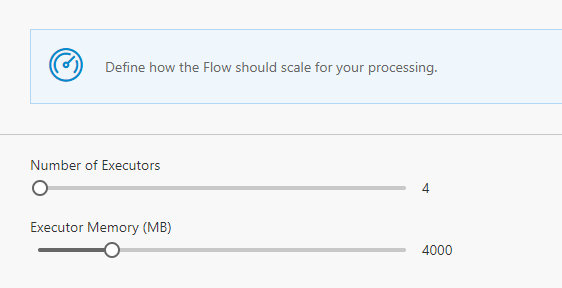 Define how the Flow should scale for your processing.
Number of Executors
4
Executor Memory (MB)
4000